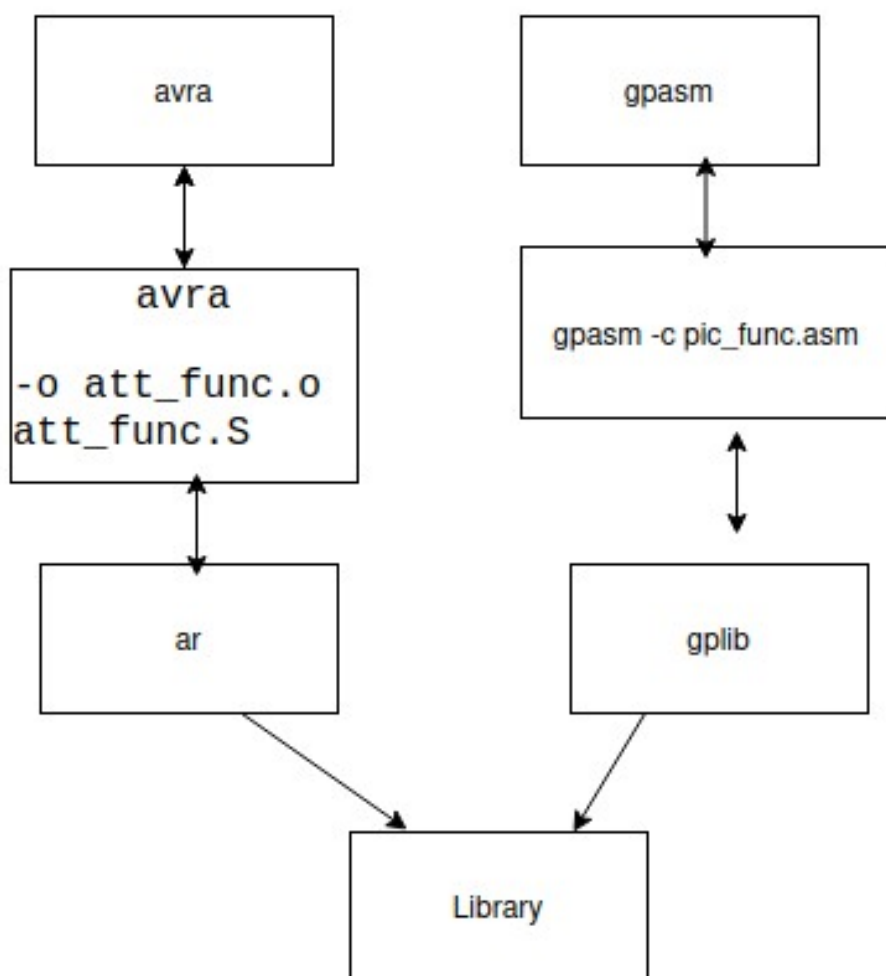 avra
gpasm
avra
-o att_func.o
att_func.S
gpasm -c pic_func.asm
ar
gplib
Library